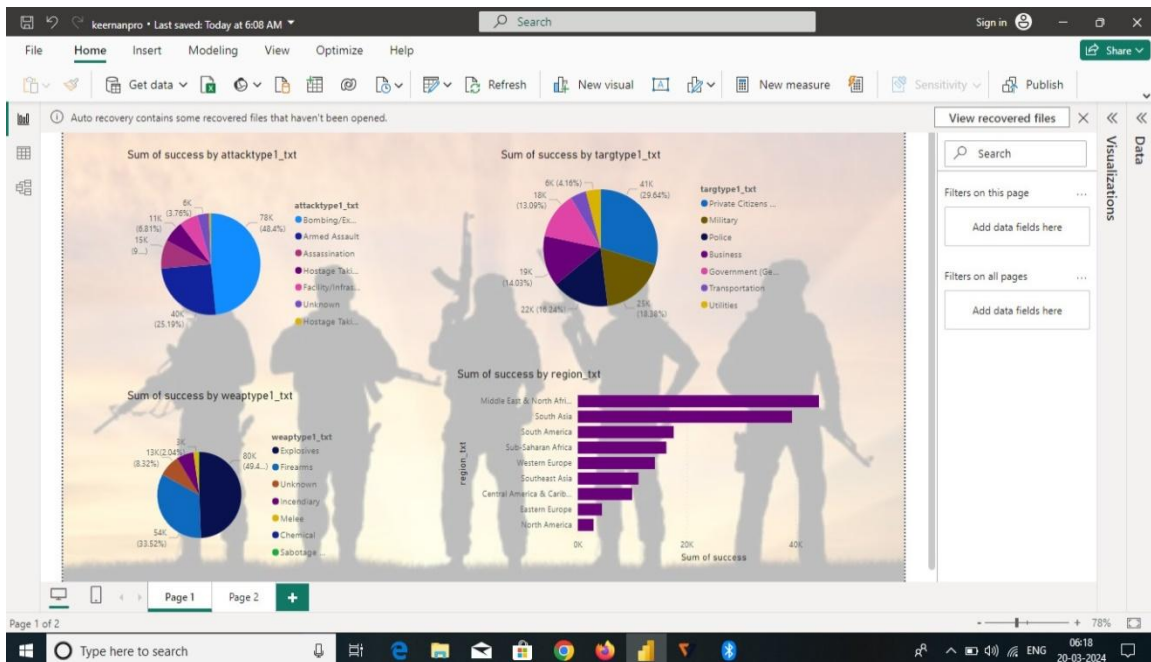 keernanpro • Last saved: Today at 6:08 AM
Search
Sign in
File Home Insert Modeling View Optimize Help
Share
Get data
Refresh
New visual
New measure
Sensitivity
Publish
Auto recovery contains some recovered files that haven't been opened.
View recovered files
Sum of success by attacktype1_txt
6K
(3.76%)
11K
(6.81%)
15K
(9....)
78K
(48.4%)
40K
(25.19%)
attacktype1_txt
Bombing/Ex...
Armed Assault
Assassination
Hostage Taki...
Facility/Infras...
Unknown
Hostage Taki...
Sum of success by targtype1_txt
6K (4.16%)
18K
(13.09%)
41K
(29.64%)
19K
(14.03%)
22K (16.24%)
25K
(18.38%)
targtype1_txt
Private Citizens ...
Military
Police
Business
Government (Ge...
Transportation
Utilities
Sum of success by weaptype1_txt
3K
(2.04%)
13K
(8.32%)
80K
(49.4...)
54K
(33.52%)
weaptype1_txt
Explosives
Firearms
Unknown
Incendiary
Melee
Chemical
Sabotage ...
Sum of success by region_txt
region_txt
Middle East & North Afri...
South Asia
South America
Sub-Saharan Africa
Western Europe
Southeast Asia
Central America & Carib...
Eastern Europe
North America
0K 20K 40K
Sum of success
Search
Filters on this page ...
Add data fields here
Filters on all pages ...
Add data fields here
Visualizations
Data
Page 1 Page 2 +
Page 1 of 2
- + 78%
Type here to search
ENG
06:18
20-03-2024